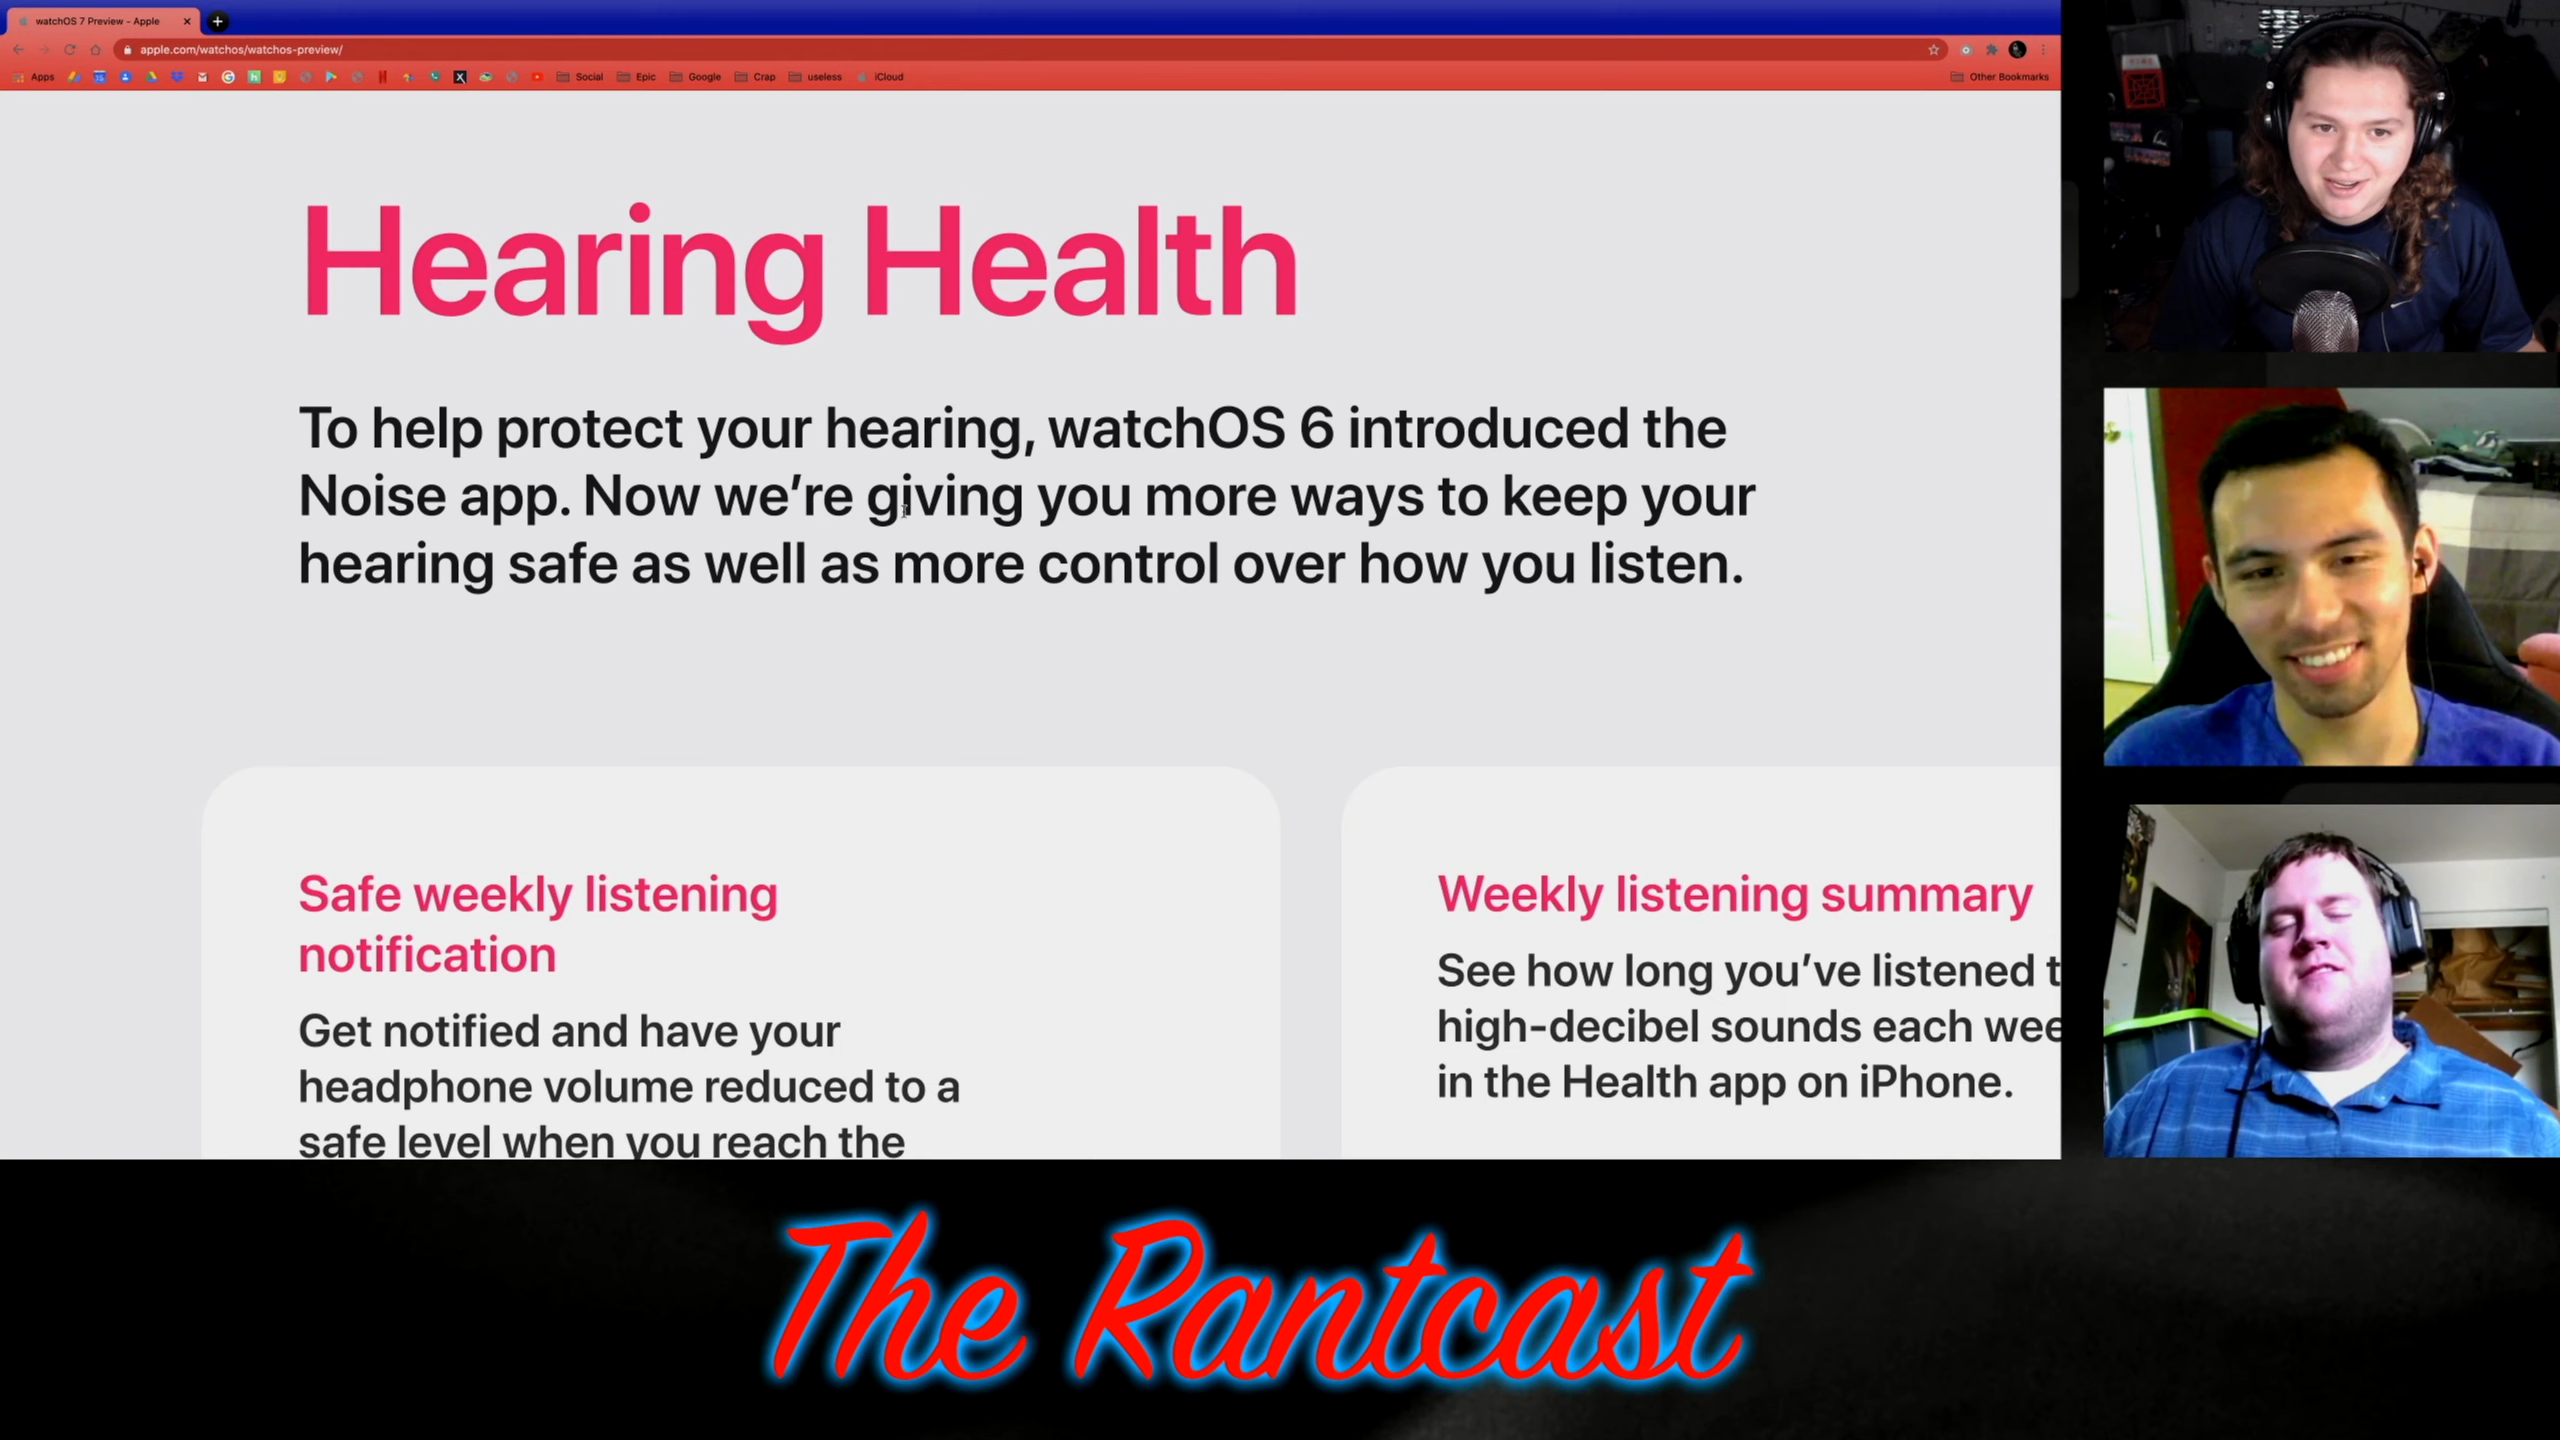 watchOS 7 Preview - Apple
apple.com/watchos/watchos-preview/
Apps
Social
Epic
Google
Crap
useless
iCloud
Other Bookmarks
Hearing Health
To help protect your hearing, watchOS 6 introduced the
Noise app. Now we’re giving you more ways to keep your
hearing safe as well as more control over how you listen.
Safe weekly listening
notification
Get notified and have your
headphone volume reduced to a
safe level when you reach the
Weekly listening summary
See how long you’ve listened t
high-decibel sounds each wee
in the Health app on iPhone.
The Rantcast